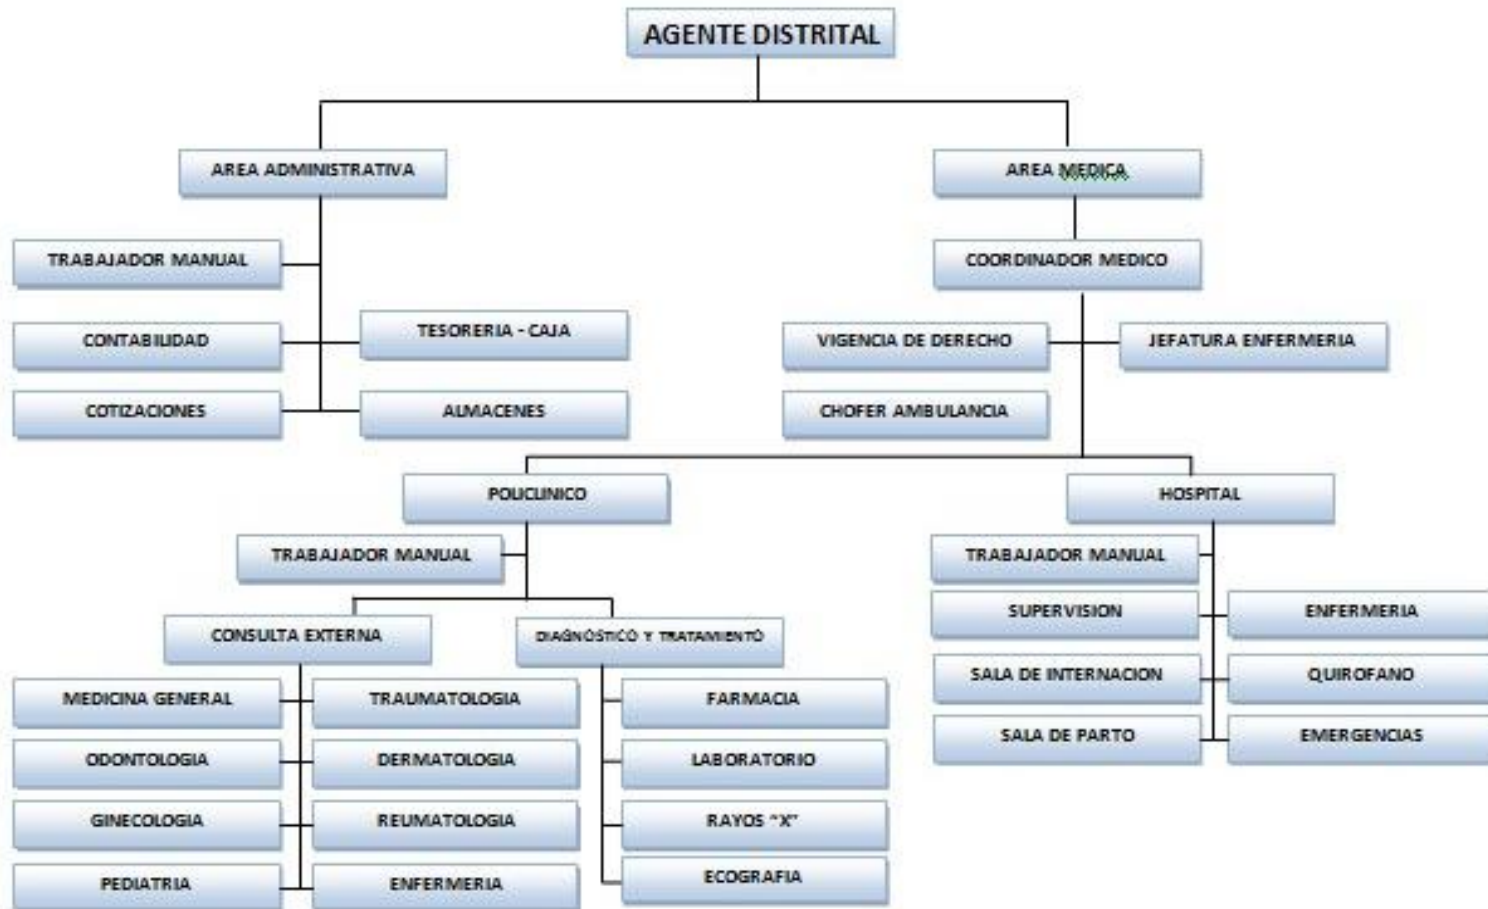 AGENTE DISTRITAL
AREA ADMINISTRATIVA
AREA MEDICA
TRABAJADOR MANUAL
COORDINADOR MEDICO
CONTABILIDAD
TESORERIA - CAJA
VIGENCIA DE DERECHO
JEFATURA ENFERMERIA
COTIZACIONES
ALMACENES
CHOFER AMBULANCIA
POLICLINICO
HOSPITAL
TRABAJADOR MANUAL
TRABAJADOR MANUAL
CONSULTA EXTERNA
DIAGNÓSTICO Y TRATAMIENTO
SUPERVISION
ENFERMERIA
MEDICINA GENERAL
TRAUMATOLOGIA
FARMACIA
SALA DE INTERNACION
QUIROFANO
ODONTOLOGIA
DERMATOLOGIA
LABORATORIO
SALA DE PARTO
EMERGENCIAS
GINECOLOGIA
REUMATOLOGIA
RAYOS "X"
PEDIATRIA
ENFERMERIA
ECOGRAFIA